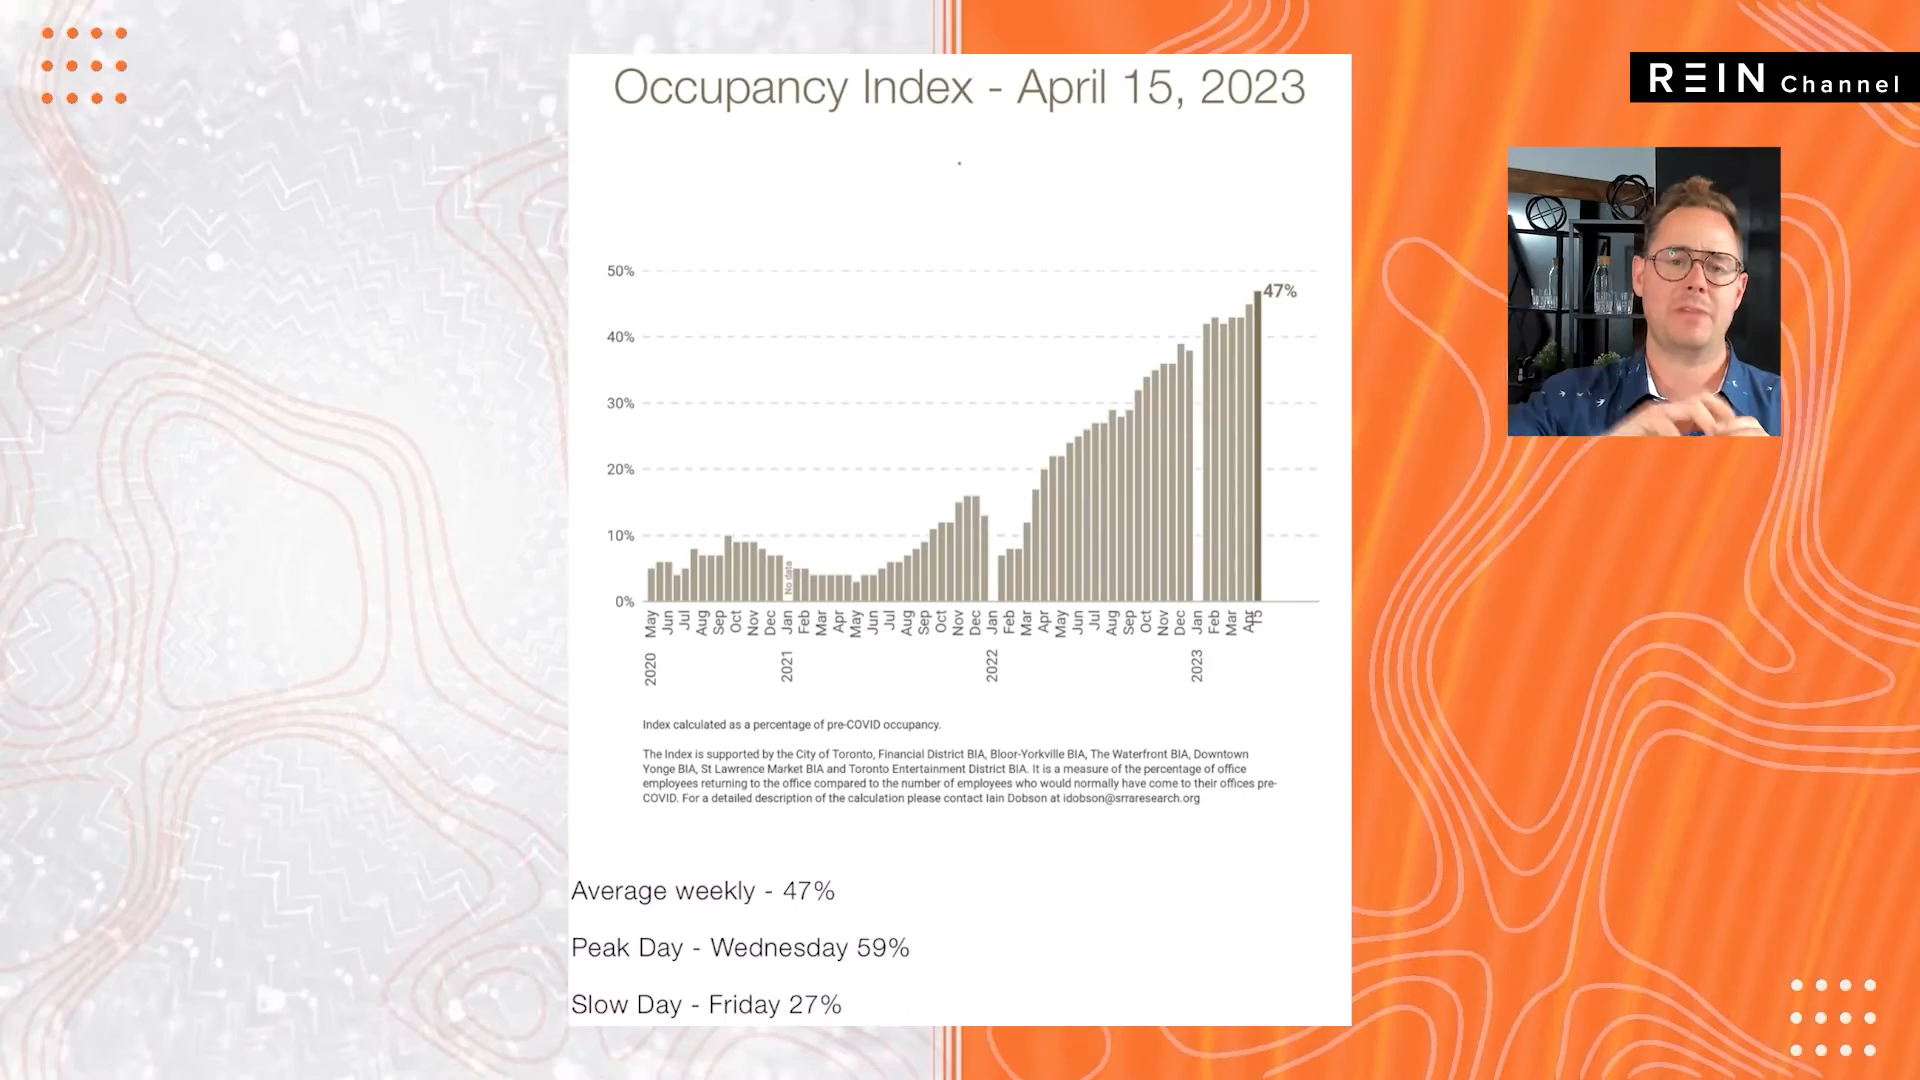 Occupancy Index - April 15, 2023
REIN Channel
50%
47%
40%
30%
20%
10%
No data
0%
May Jun Jul Aug Sep Oct Nov Dec Jan Feb Mar Apr May Jun Jul Aug Sep Oct Nov Dec Jan Feb Mar Apr May Jun Jul Aug Sep Oct Nov Dec Jan Feb Mar Apr 15
2020 2021 2022 2023
Index calculated as a percentage of pre-COVID occupancy.
The Index is supported by the City of Toronto, Financial District BIA, Bloor-Yorkville BIA, The Waterfront BIA, Downtown
Yonge BIA, St Lawrence Market BIA and Toronto Entertainment District BIA. It is a measure of the percentage of office
employees returning to the office compared to the number of employees who would normally have come to their offices pre-
COVID. For a detailed description of the calculation please contact Iain Dobson at idobson@srraresearch.org
Average weekly - 47%
Peak Day - Wednesday 59%
Slow Day - Friday 27%